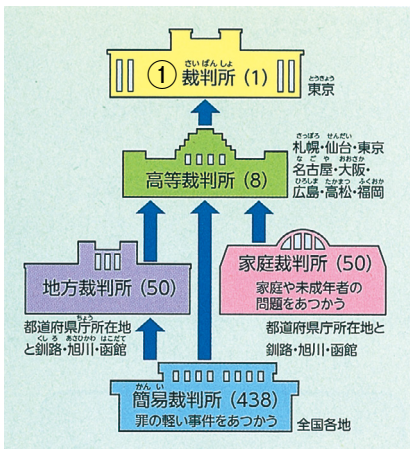 さいばんしょ
① 裁判所 (1)
とうきょう
東京
さっぽろ せんだい
札幌・仙台・東京
なごや おおさか
名古屋・大阪・
ひろしま たかまつ ふくおか
広島・高松・福岡
高等裁判所 (8)
地方裁判所 (50)
家庭裁判所 (50)
家庭や未成年者の
問題をあつかう
ちょう
都道府県庁所在地
くしろ あさひかわ はこだて
と釧路・旭川・函館
都道府県庁所在地と
釧路・旭川・函館
かんい
簡易裁判所 (438)
罪の軽い事件をあつかう
全国各地